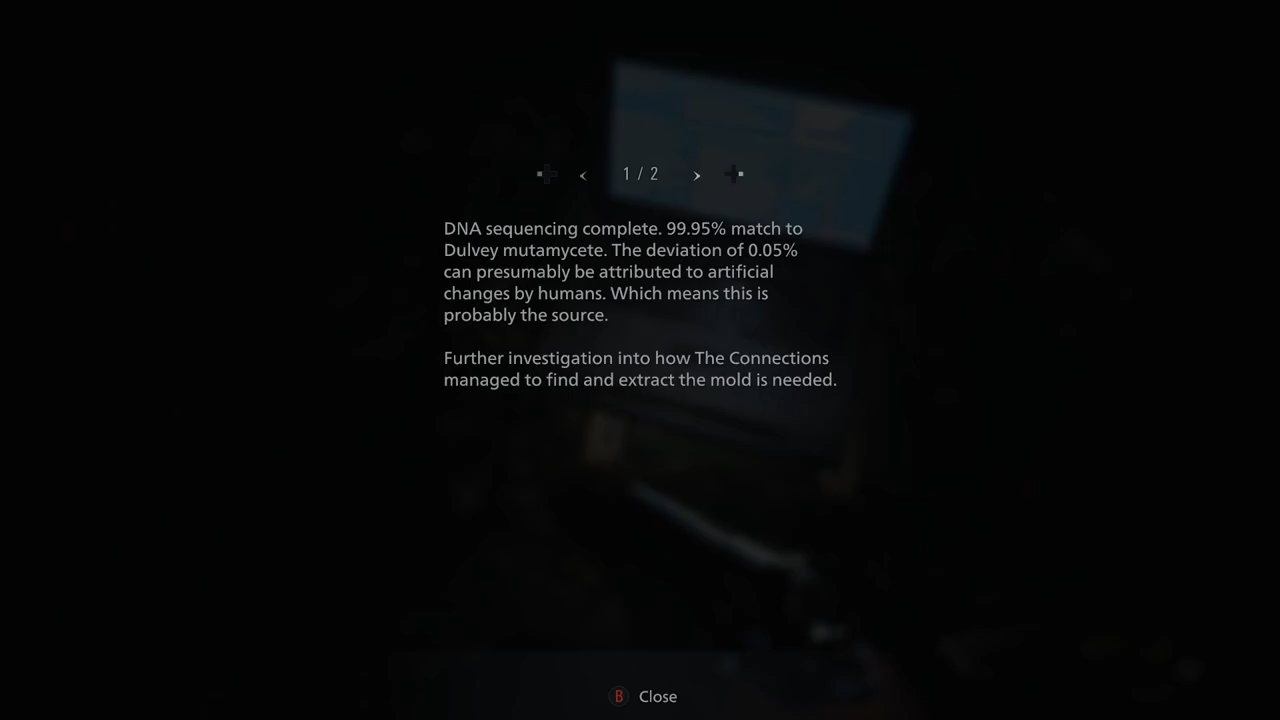 1 / 2
DNA sequencing complete. 99.95% match to
Dulvey mutamycete. The deviation of 0.05%
can presumably be attributed to artificial
changes by humans. Which means this is
probably the source.
Further investigation into how The Connections
managed to find and extract the mold is needed.
B Close